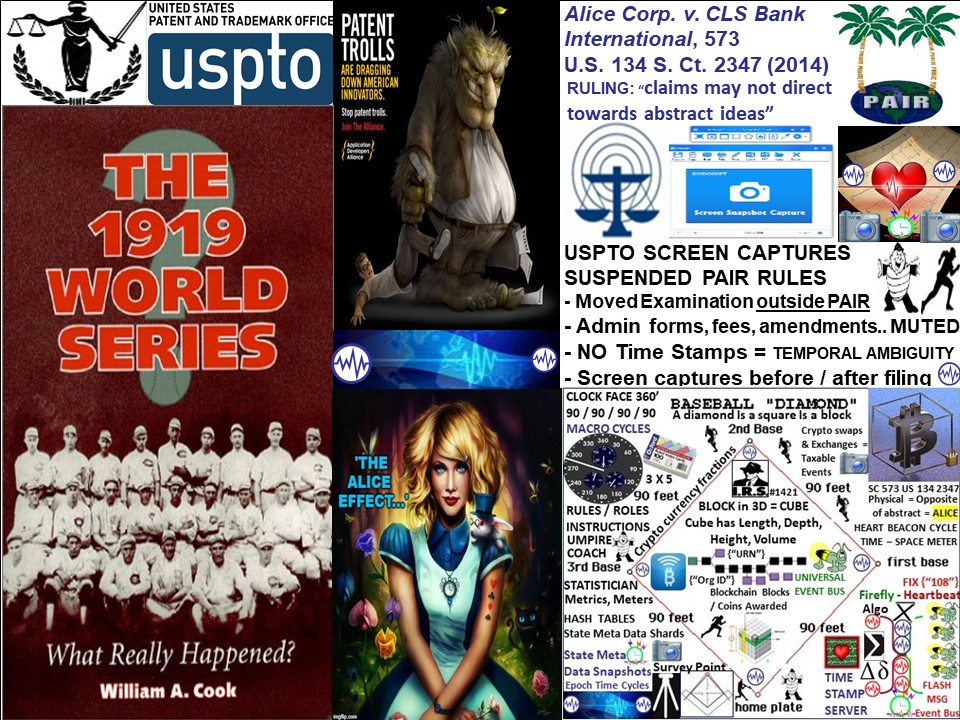 UNITED STATES
PATENT AND TRADEMARK OFFICE
uspto
THE
1919
WORLD
SERIES
What Really Happened?
William A. Cook
PATENT
TROLLS
ARE DRAGGING
DOWN AMERICAN
INNOVATORS.
Stop patent trolls.
Join The Alliance.
Application
Developers
Alliance
'THE
ALICE
EFFECT...'
imgflip.com
Alice Corp. v. CLS Bank
International, 573
U.S. 134 S. Ct. 2347 (2014)
RULING: “claims may not direct
towards abstract ideas”
PAIR
Screen Snapshot Capture
USPTO SCREEN CAPTURES
SUSPENDED PAIR RULES
- Moved Examination outside PAIR
- Admin forms, fees, amendments.. MUTED
- NO Time Stamps = TEMPORAL AMBIGUITY
- Screen captures before / after filing
CLOCK FACE 360'
90 / 90 / 90 / 90
MACRO CYCLES
BASEBALL "DIAMOND"
A diamond Is a square Is a block
2nd Base
Crypto swaps
& Exchanges =
Taxable
Events
3 X 5
90 feet
Crypto currency fractions
I.R.S.
#1421
90 feet
BLOCK in 3D = CUBE
Cube has Length, Depth,
Height, Volume
SC 573 US 134 2347
Physical = Opposite
of abstract = ALICE
HEART BEACON CYCLE
TIME – SPACE METER
RULES / ROLES
INSTRUCTIONS
UMPIRE
COACH
3rd Base
{“URN”}
{“Org ID”}
Blockchain Blocks
/ Coins Awarded
UNIVERSAL
EVENT BUS
first base
STATISTICIAN
Metrics, Meters
HASH TABLES
State Meta Data Shards
90 feet
90 feet
FIX {“108”}
Firefly - Heartbeat
Algo
State Meta
Data Snapshots
Epoch Time Cycles
Survey Point
home plate
TIME
STAMP
SERVER
Σ
Δδ
FLASH
MSG
Event Bus